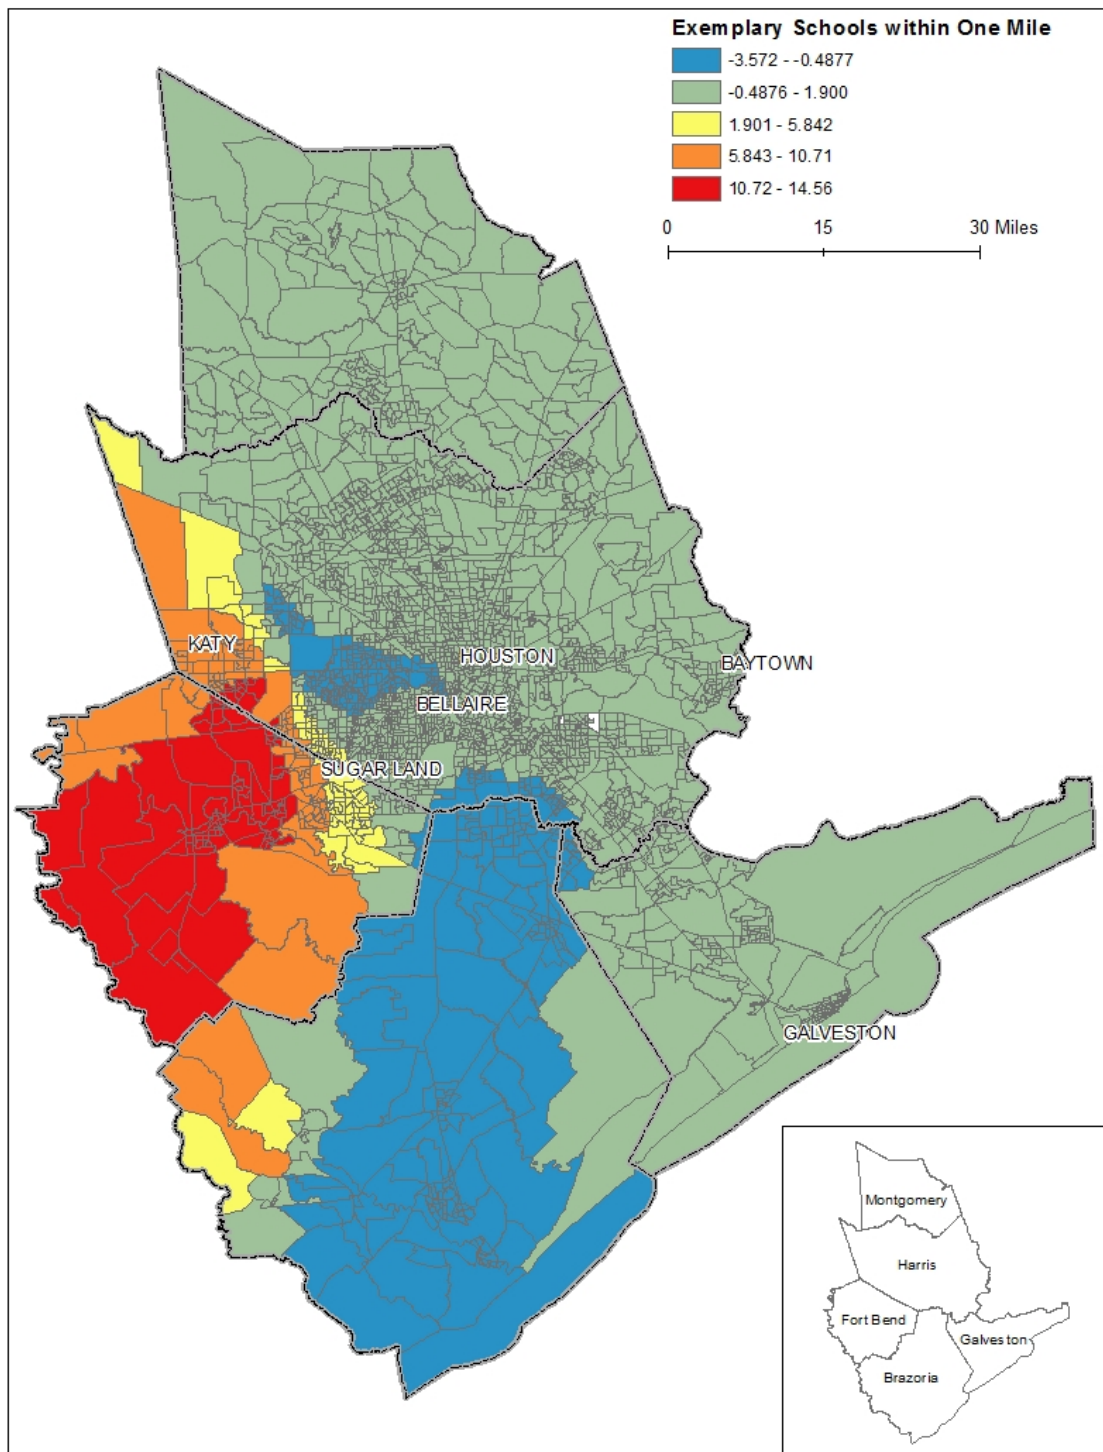 Exemplary Schools within One Mile
-3.572 - -0.4877
-0.4876 - 1.900
1.901 - 5.842
5.843 - 10.71
10.72 - 14.56
0 15 30 Miles
KATY
HOUSTON
BAYTOWN
BELLAIRE
SUGAR LAND
GALVESTON
Montgomery
Harris
Fort Bend
Galveston
Brazoria